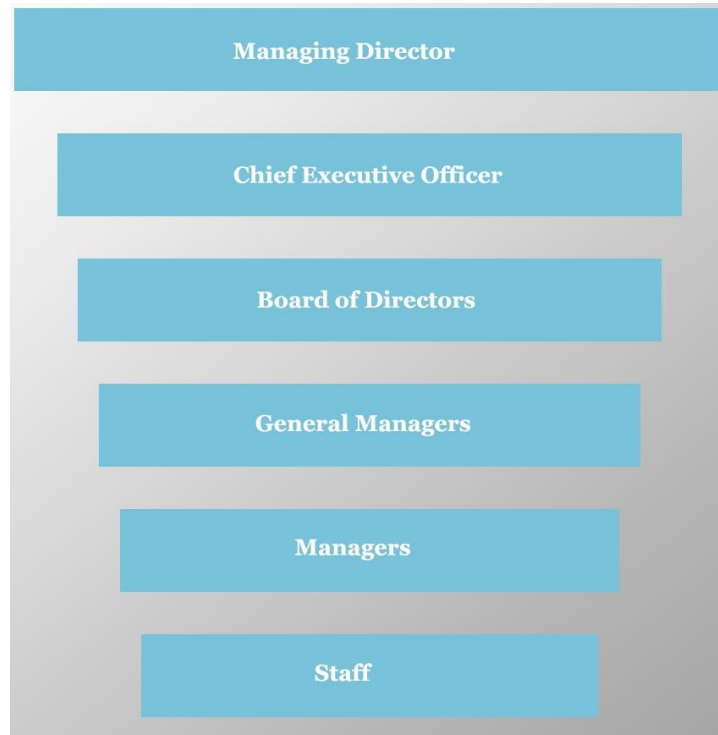 Managing Director
Chief Executive Officer
Board of Directors
General Managers
Managers
Staff